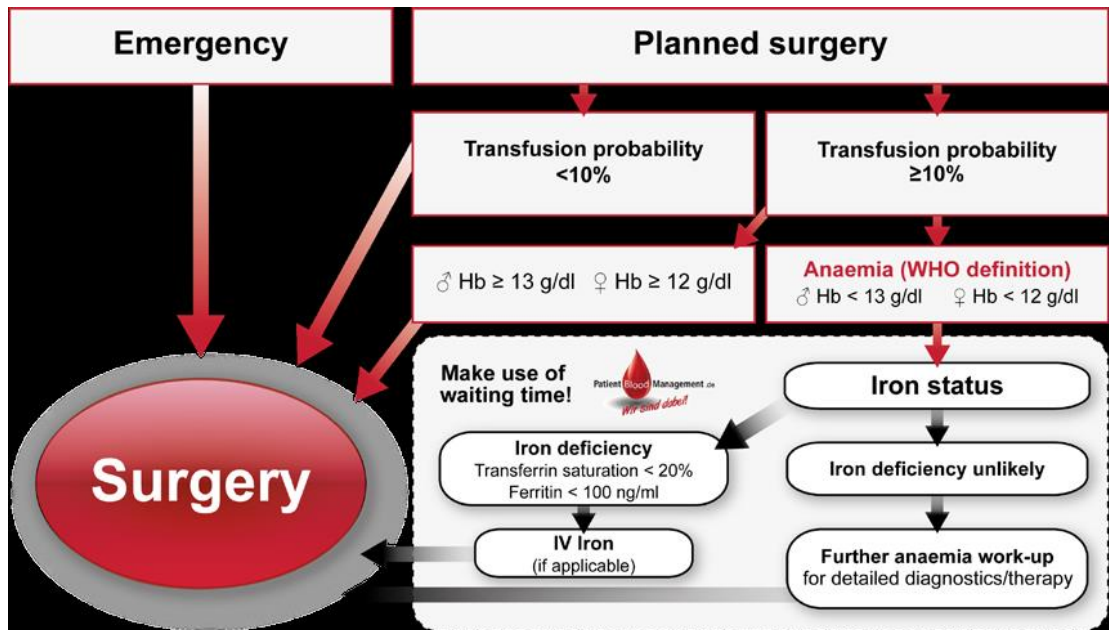 Emergency
Planned surgery
Transfusion probability
<10%
Transfusion probability
≥10%
♂ Hb ≥ 13 g/dl ♀ Hb ≥ 12 g/dl
Anaemia (WHO definition)
♂ Hb < 13 g/dl ♀ Hb < 12 g/dl
Make use of
waiting time!
Patient Blood Management.de
Wir sind dabei!
Iron status
Iron deficiency
Transferrin saturation < 20%
Ferritin < 100 ng/ml
Iron deficiency unlikely
IV Iron
(if applicable)
Further anaemia work-up
for detailed diagnostics/therapy
Surgery